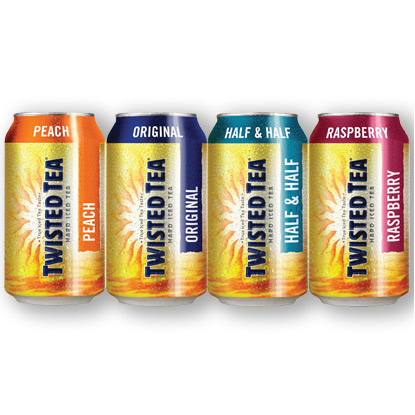 PEACH
TWISTED TEA
HARD ICED TEA
PEACH
ORIGINAL
TWISTED TEA
HARD ICED TEA
ORIGINAL
HALF & HALF
TWISTED TEA
HARD ICED TEA
HALF & HALF
RASPBERRY
TWISTED TEA
HARD ICED TEA
RASPBERRY